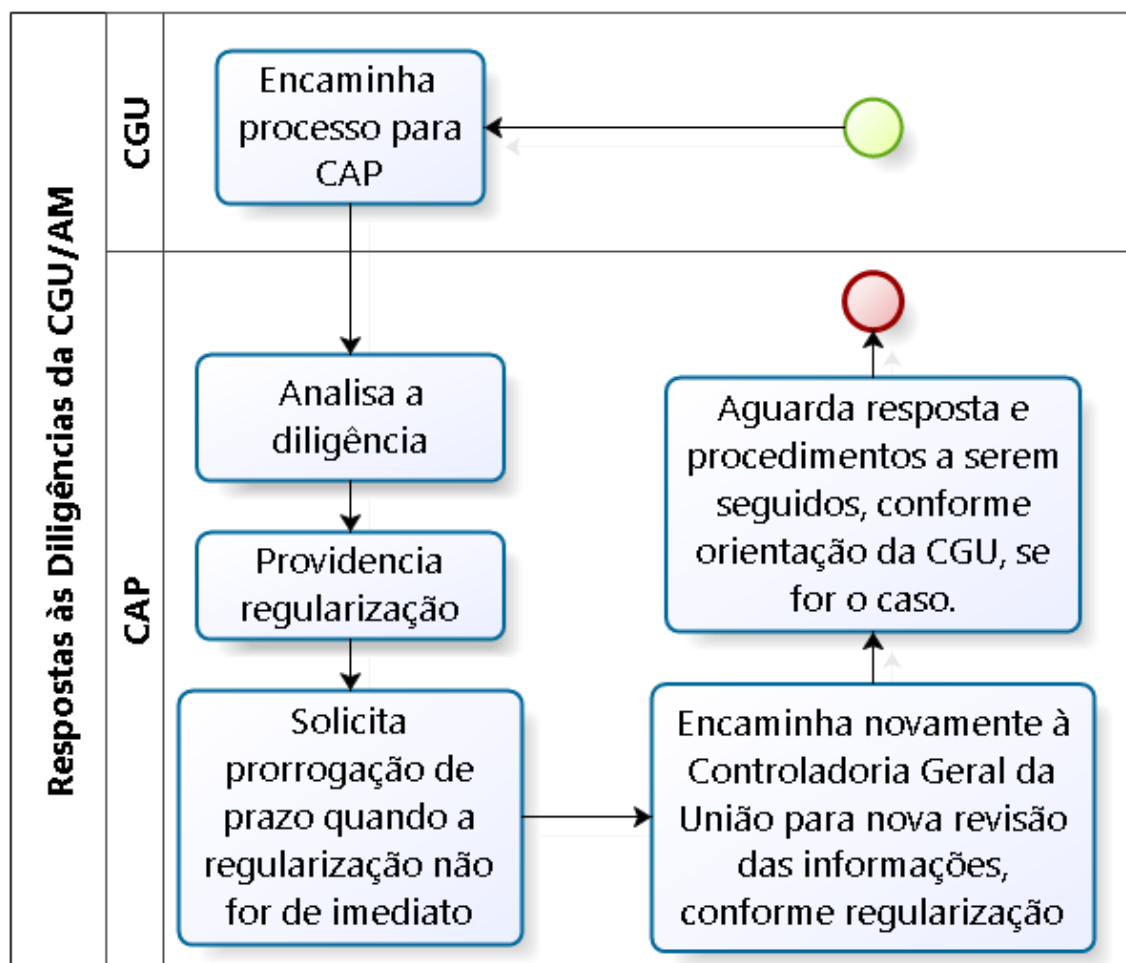 Respostas às Diligências da CGU/AM
CGU
Encaminha
processo para
CAP
CAP
Analisa a
diligência
Providencia
regularização
Solicita
prorrogação de
prazo quando a
regularização não
for de imediato
Encaminha novamente à
Controladoria Geral da
União para nova revisão
das informações,
conforme regularização
Aguarda resposta e
procedimentos a serem
seguidos, conforme
orientação da CGU, se
for o caso.